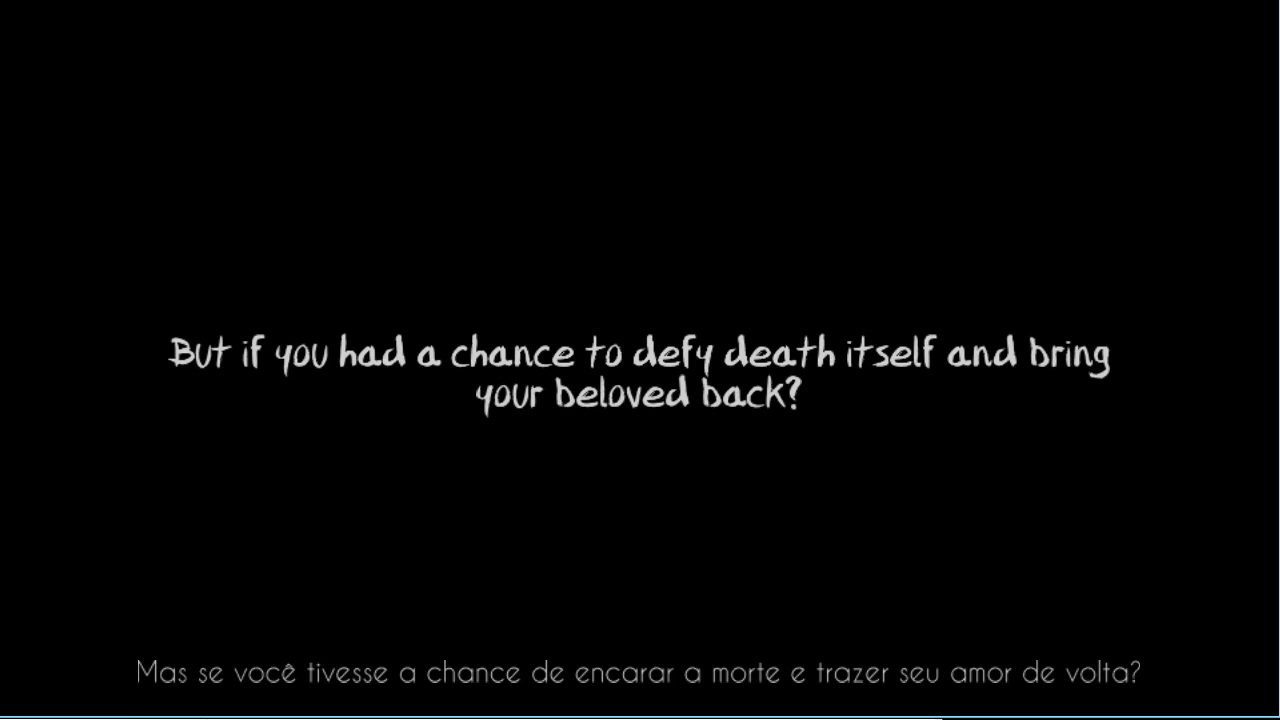 But if you had a chance to defy death itself and bring
your beloved back?
Mas se você tivesse a chance de encarar a morte e trazer seu amor de volta?